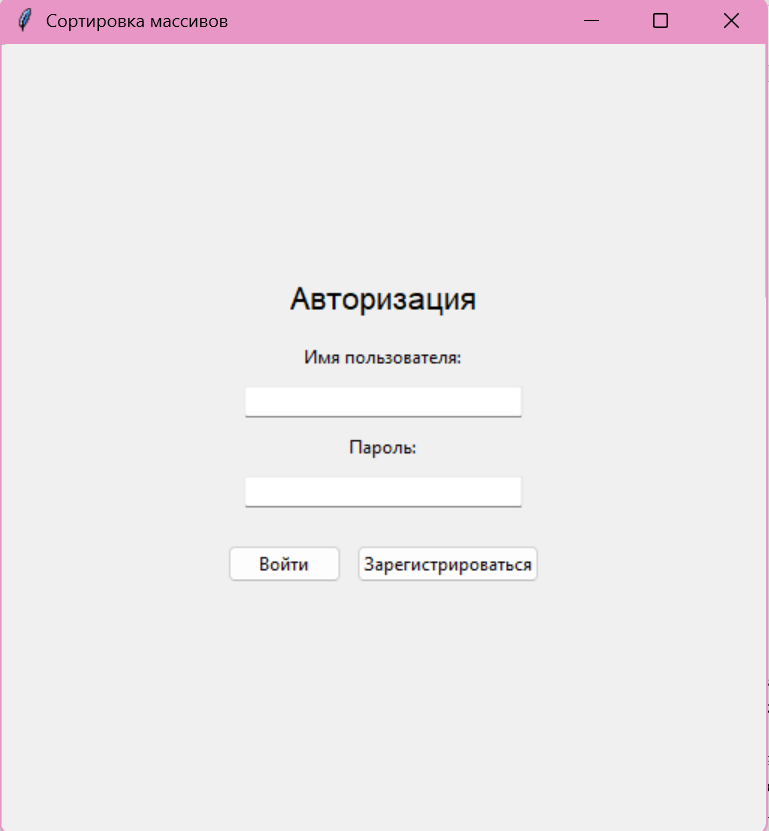 Сортировка массивов
Авторизация
Имя пользователя:
Пароль:
Войти Зарегистрироваться